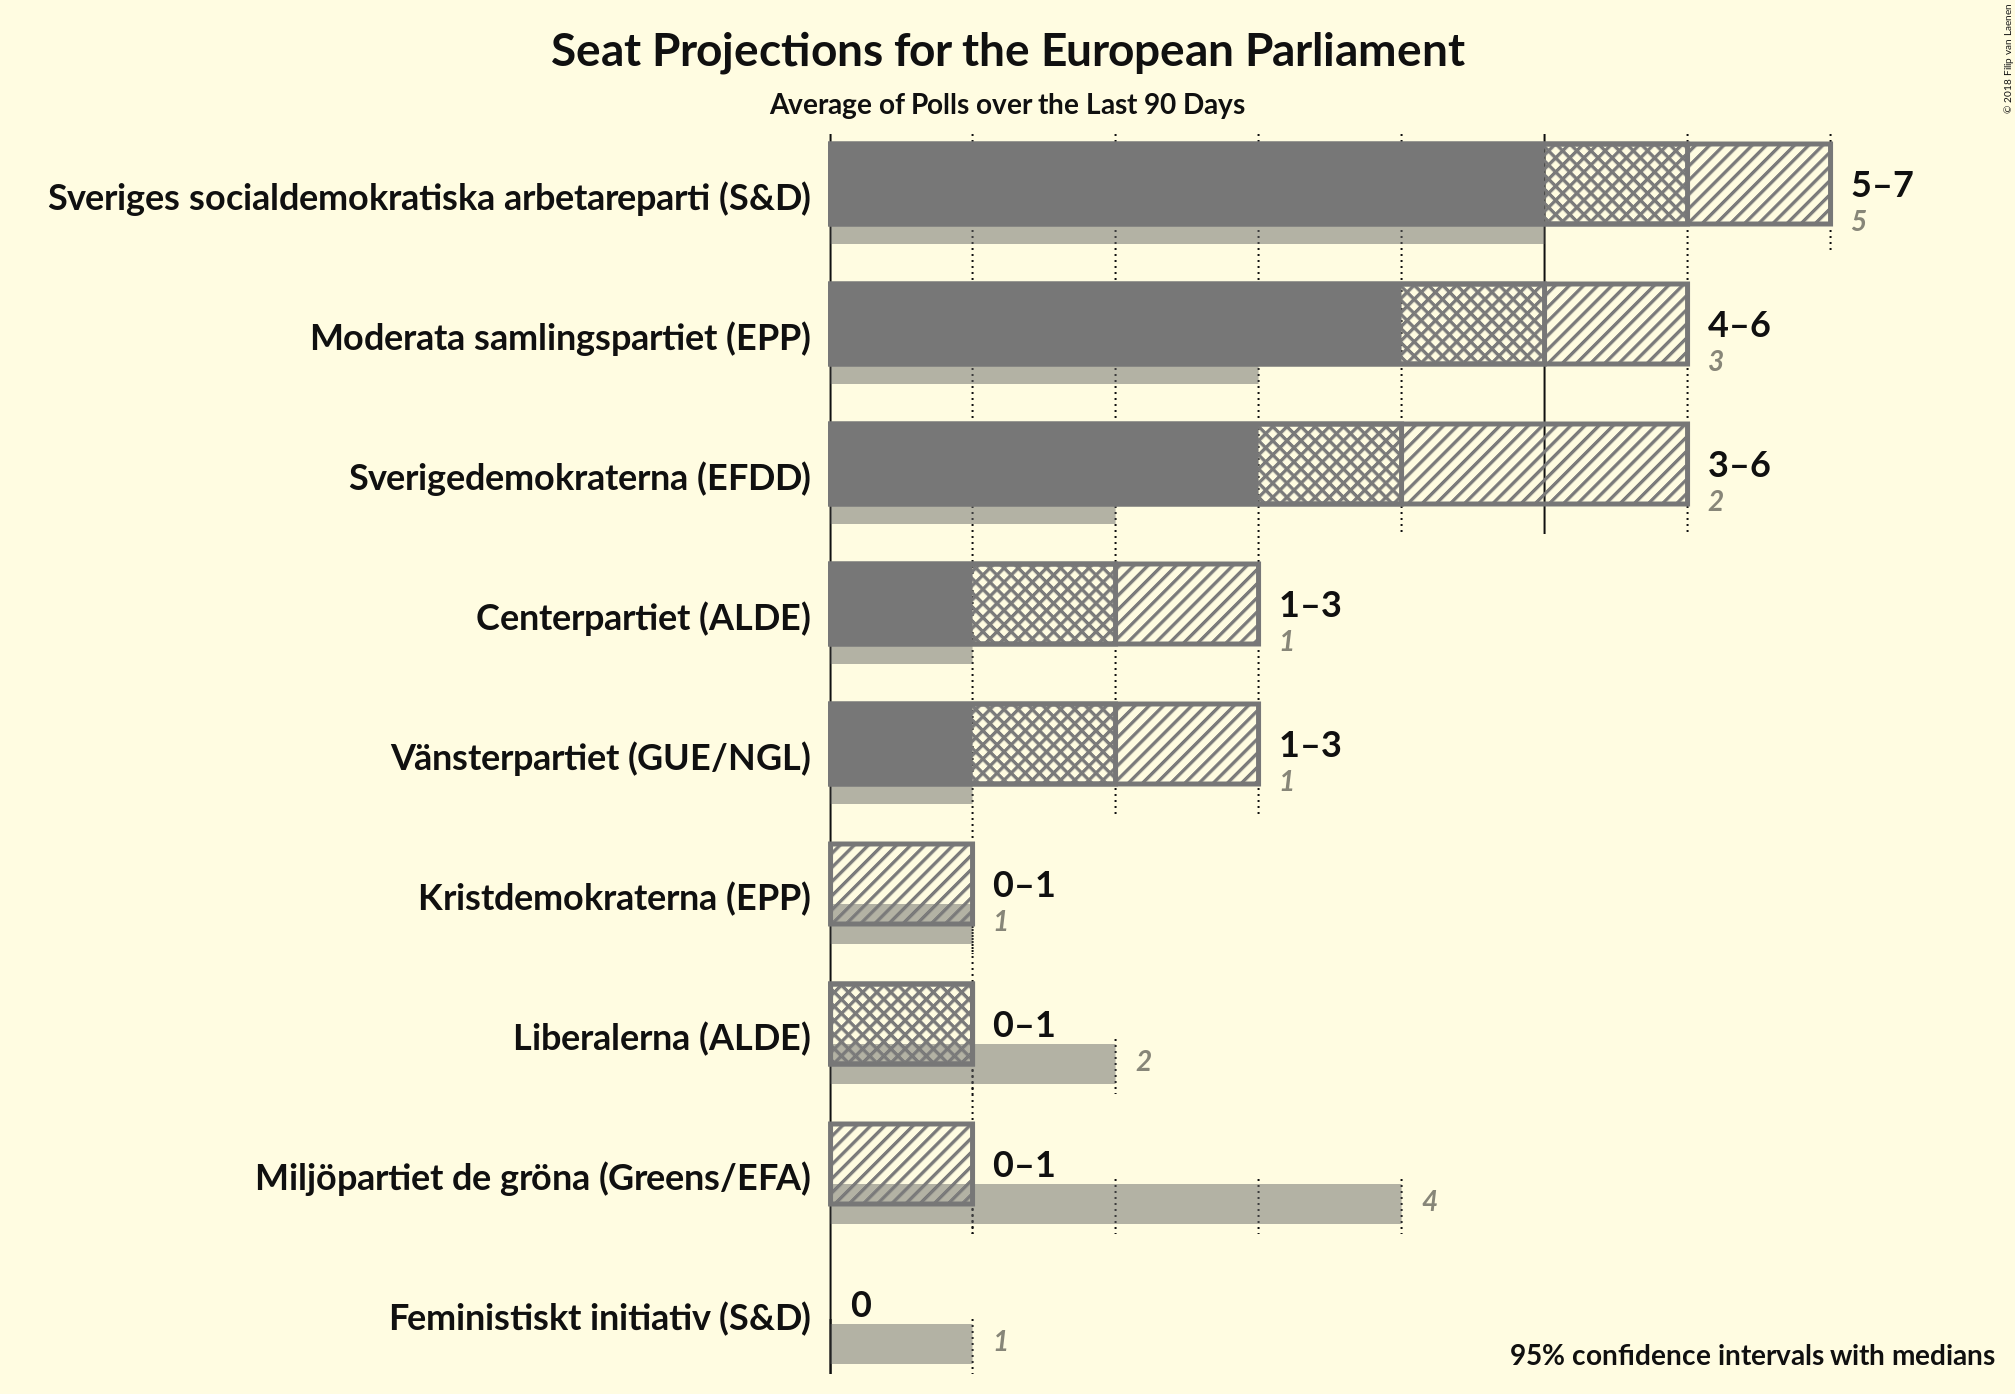 Seat Projections for the European Parliament
Average of Polls over the Last 90 Days
© 2018 Filip van Laenen
Sveriges socialdemokratiska arbetareparti (S&D)
5–7
5
Moderata samlingspartiet (EPP)
4–6
3
Sverigedemokraterna (EFDD)
3–6
2
Centerpartiet (ALDE)
1–3
1
Vänsterpartiet (GUE/NGL)
1–3
1
Kristdemokraterna (EPP)
0–1
1
Liberalerna (ALDE)
0–1
2
Miljöpartiet de gröna (Greens/EFA)
0–1
4
Feministiskt initiativ (S&D)
0
1
95% confidence intervals with medians